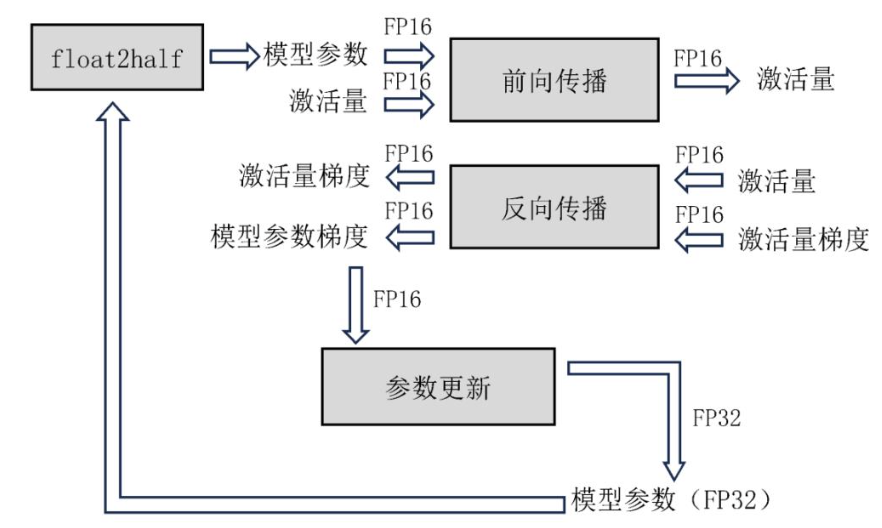 FP16
float2half
模型参数
FP16
激活量
前向传播
FP16
激活量
FP16
激活量梯度
FP16
模型参数梯度
反向传播
FP16
激活量
FP16
激活量梯度
FP16
参数更新
FP32
模型参数（FP32）